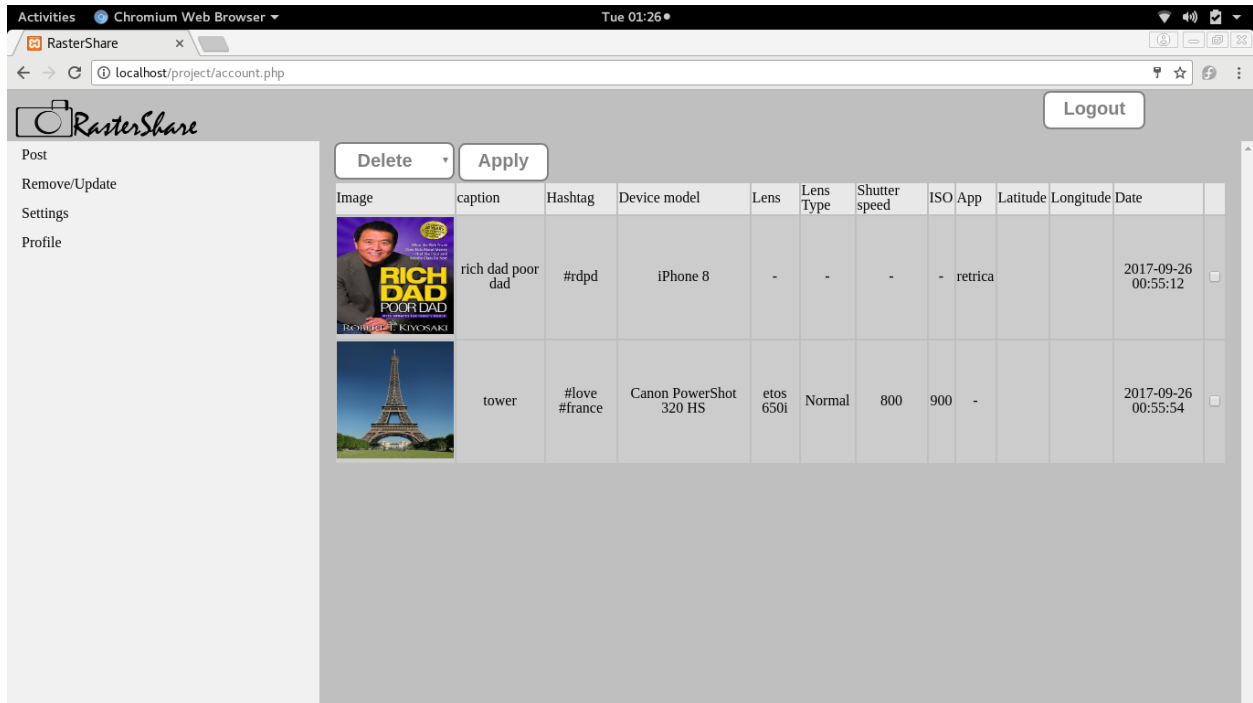 Activities Chromium Web Browser Tue 01:26
RasterShare
localhost/project/account.php
RasterShare
Logout
Post
Remove/Update
Settings
Profile
Delete Apply
Image caption Hashtag Device model Lens Lens Type Shutter speed ISO App Latitude Longitude Date
RICH
DAD
POOR DAD
ROBERT T. KIYOSAKI
rich dad poor dad #rdpd iPhone 8 - - - - retrica 2017-09-26 00:55:12
tower #love #france Canon PowerShot 320 HS etos 650i Normal 800 900 - 2017-09-26 00:55:54